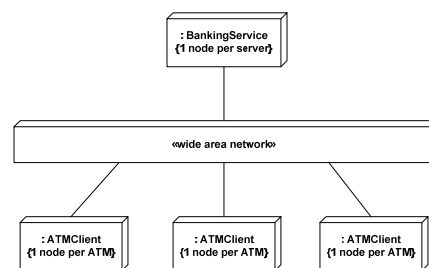 : BankingService
{1 node per server}
«wide area network»
: ATMClient
{1 node per ATM}
: ATMClient
{1 node per ATM}
: ATMClient
{1 node per ATM}